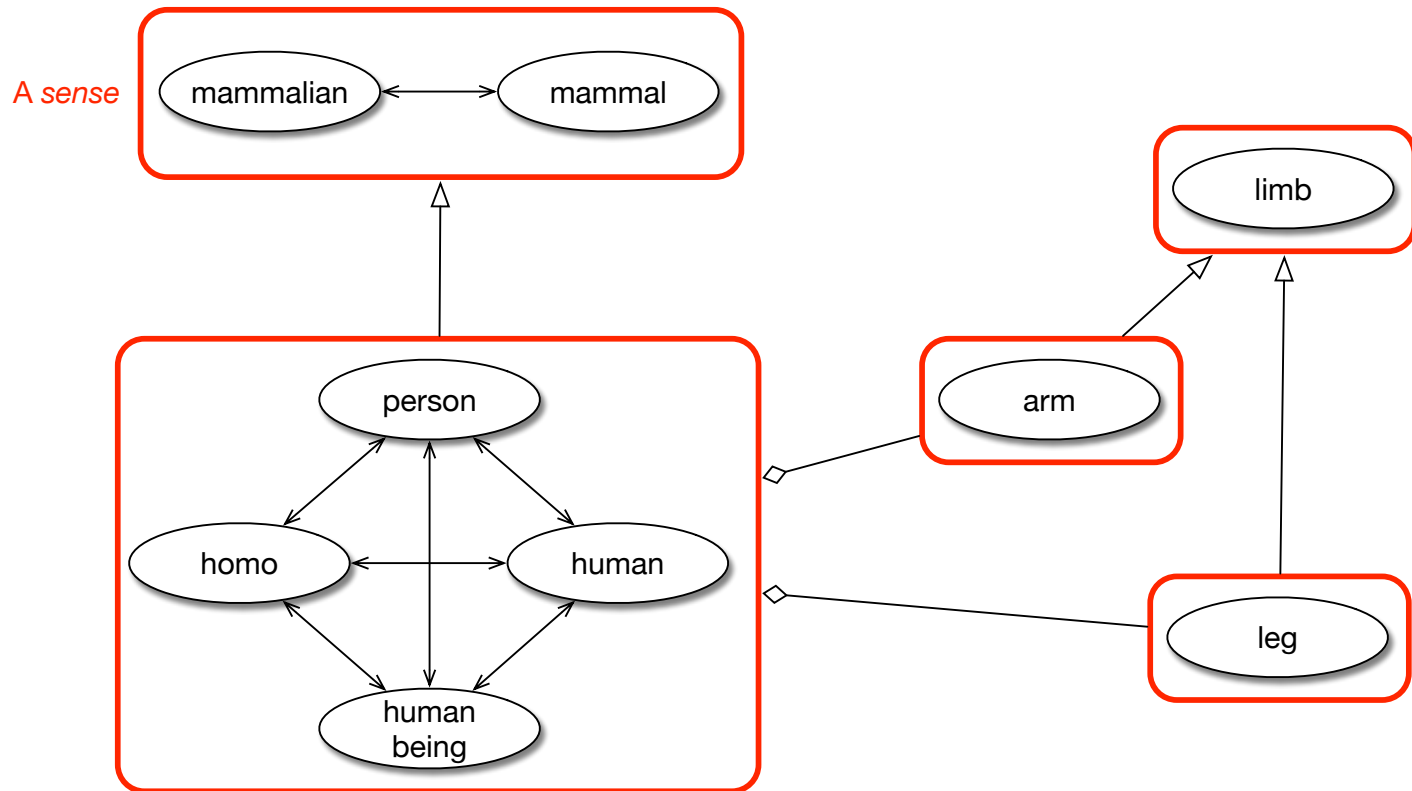 A sense
mammalian
mammal
limb
person
arm
homo
human
leg
human
being